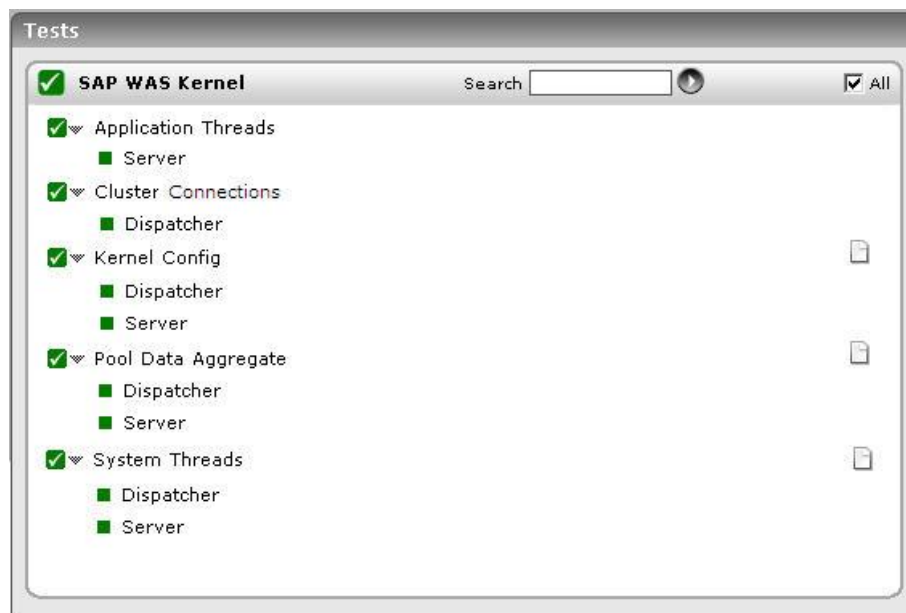 Tests
SAP WAS Kernel Search All
Application Threads
Server
Cluster Connections
Dispatcher
Kernel Config
Dispatcher
Server
Pool Data Aggregate
Dispatcher
Server
System Threads
Dispatcher
Server